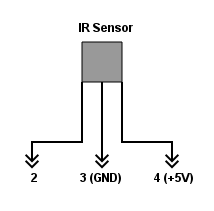 IR Sensor
2 3 (GND) 4 (+5V)